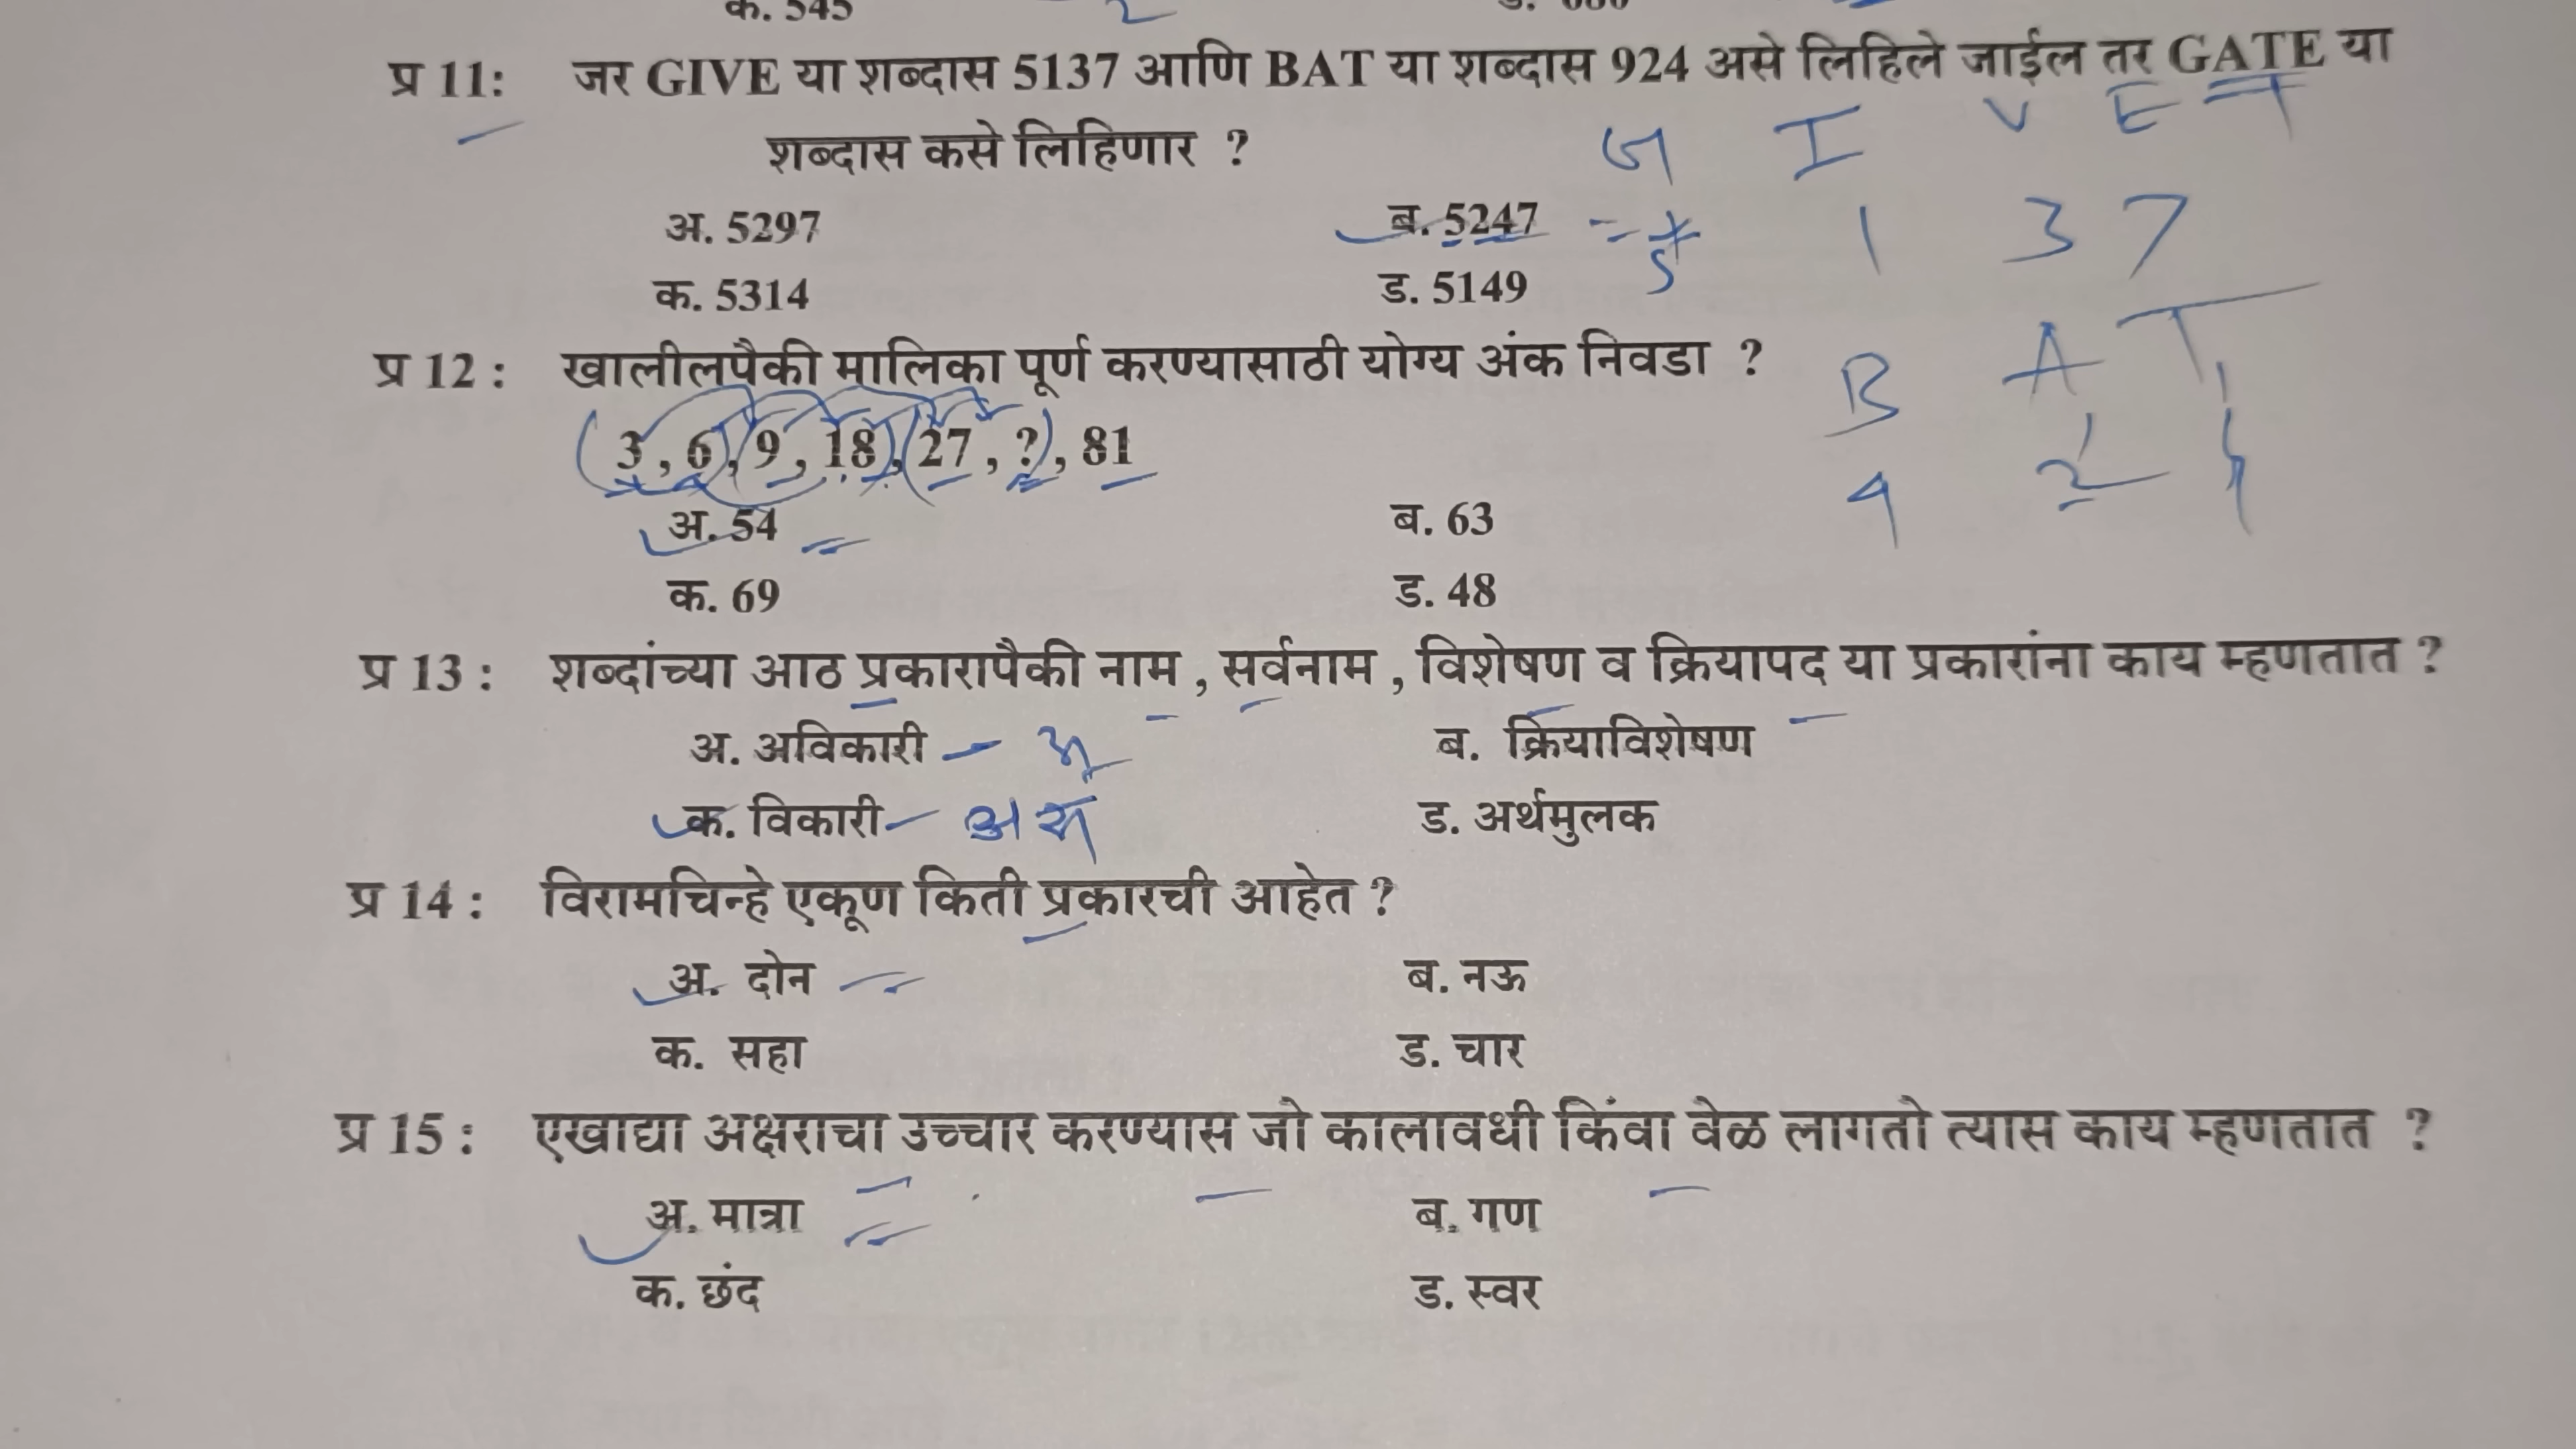 क. 545
प्र 11: जर GIVE या शब्दास 5137 आणि BAT या शब्दास 924 असे लिहिले जाईल तर GATE या
शब्दास कसे लिहिणार ?
G I V E
अ. 5297 ब. 5247
5 1 3 7
क. 5314 ड. 5149
प्र 12 : खालीलपैकी मालिका पूर्ण करण्यासाठी योग्य अंक निवडा ?
B A T
3 , 6 , 9 , 18 , 27 , ? , 81
9 2
अ. 54 ब. 63
क. 69 ड. 48
प्र 13 : शब्दांच्या आठ प्रकारापैकी नाम , सर्वनाम , विशेषण व क्रियापद या प्रकारांना काय म्हणतात ?
अ. अविकारी ब. क्रियाविशेषण
क. विकारी ड. अर्थमुलक
प्र 14 : विरामचिन्हे एकूण किती प्रकारची आहेत ?
अ. दोन ब. नऊ
क. सहा ड. चार
प्र 15 : एखाद्या अक्षराचा उच्चार करण्यास जो कालावधी किंवा वेळ लागतो त्यास काय म्हणतात ?
अ. मात्रा ब. गण
क. छंद ड. स्वर